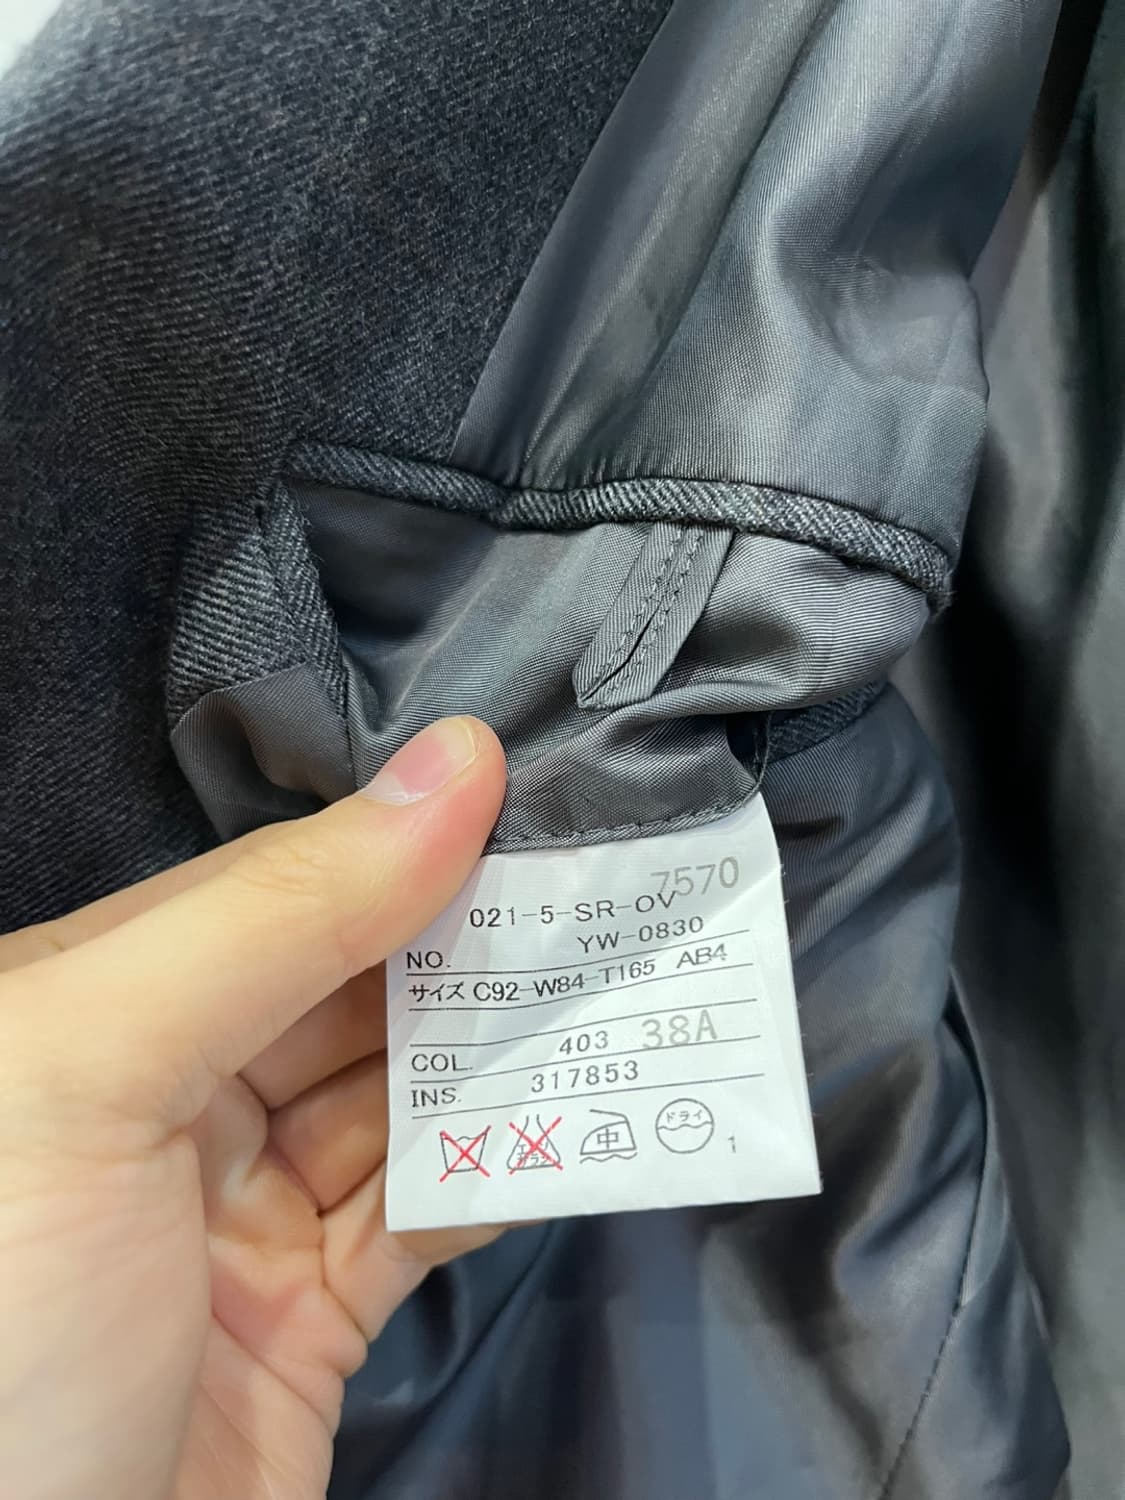 7570
021-5-SR-OV
NO. YW-0830
サイズ C92-W84-T165 AB4
COL. 403 38A
INS. 317853
中 ドライ 1